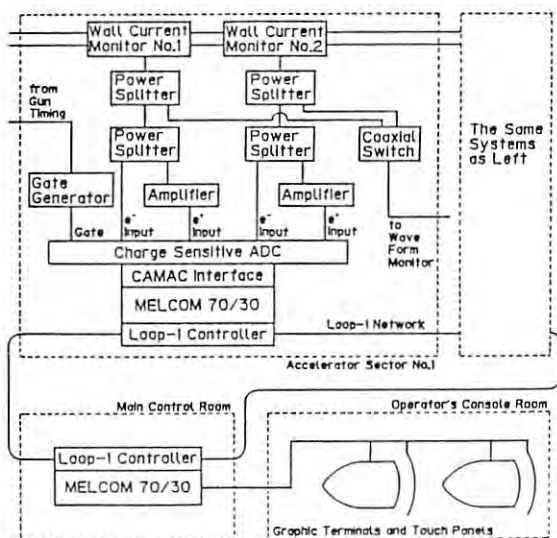 Wall Current
Monitor No.1
Wall Current
Monitor No.2
Power
Splitter
Power
Splitter
from
Gun
Timing
Power
Splitter
Power
Splitter
Coaxial
Switch
The Same
Systems
as Left
Gate
Generator
Amplifier
Amplifier
Gate
e⁻
Input
e⁺
Input
e⁻
Input
e⁺
Input
to
Wave
Form
Monitor
Charge Sensitive ADC
CAMAC Interface
MELCOM 70/30
Loop-1 Controller
Loop-1 Network
Accelerator Sector No.1
Main Control Room
Operator's Console Room
Loop-1 Controller
MELCOM 70/30
Graphic Terminals and Touch Panels